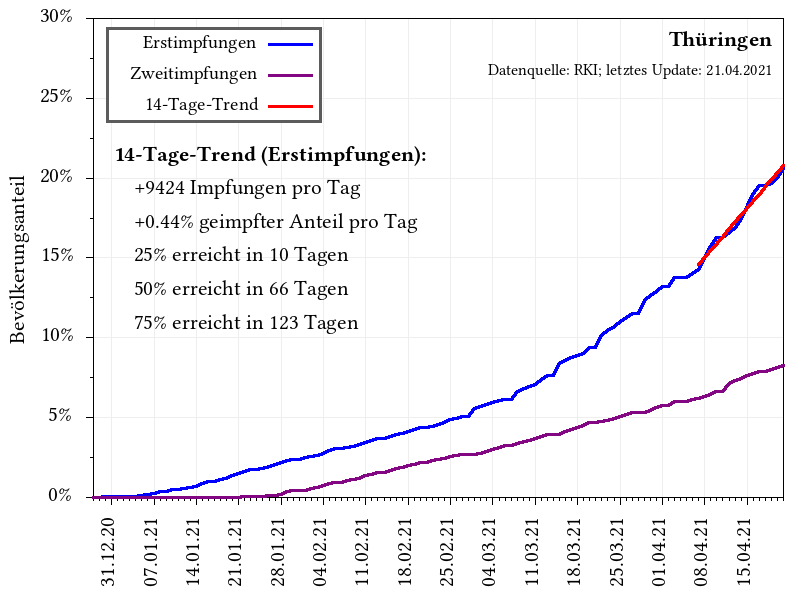 Thüringen
Datenquelle: RKI; letztes Update: 21.04.2021
Erstimpfungen
Zweitimpfungen
14-Tage-Trend
14-Tage-Trend (Erstimpfungen):
+9424 Impfungen pro Tag
+0.44% geimpfter Anteil pro Tag
25% erreicht in 10 Tagen
50% erreicht in 66 Tagen
75% erreicht in 123 Tagen
Bevölkerungsanteil
30%
25%
20%
15%
10%
5%
0%
31.12.20
07.01.21
14.01.21
21.01.21
28.01.21
04.02.21
11.02.21
18.02.21
25.02.21
04.03.21
11.03.21
18.03.21
25.03.21
01.04.21
08.04.21
15.04.21